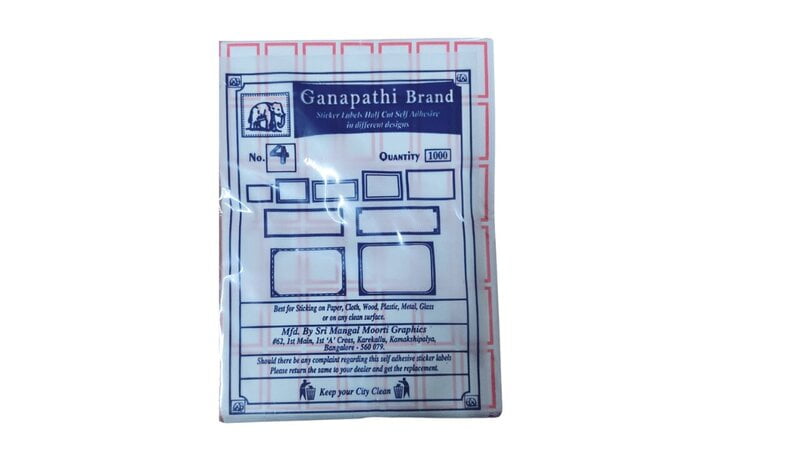 Ganapathi Brand
Sticker Labels Half Cut Self Adhesive
in different designs
No. 4 QUANTITY 1000
Best for Sticking on Paper, Cloth, Wood, Plastic, Metal, Glass
or on any clean surface.
Mfd. By Sri Mangal Moorti Graphics
#62, 1st Main, 1st 'A' Cross, Karekallu, Kamakshipalya,
Bangalore - 560 079.
Should there be any complaint regarding this self adhesive sticker labels
Please return the same to your dealer and get the replacement.
Keep your City Clean